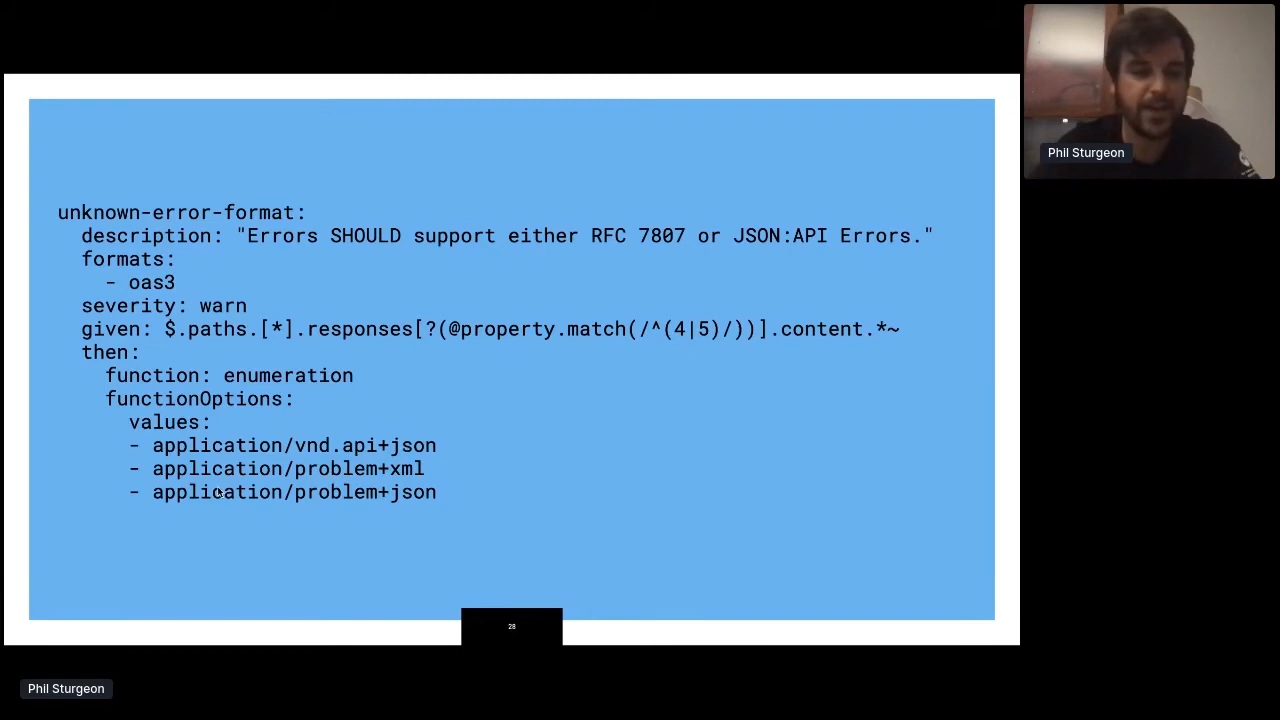 unknown-error-format:
description: "Errors SHOULD support either RFC 7807 or JSON:API Errors."
formats:
- oas3
severity: warn
given: $.paths.[*].responses[?(@property.match(/^(4|5)/))].content.*~
then:
function: enumeration
functionOptions:
values:
- application/vnd.api+json
- application/problem+xml
- application/problem+json
28
Phil Sturgeon
Phil Sturgeon